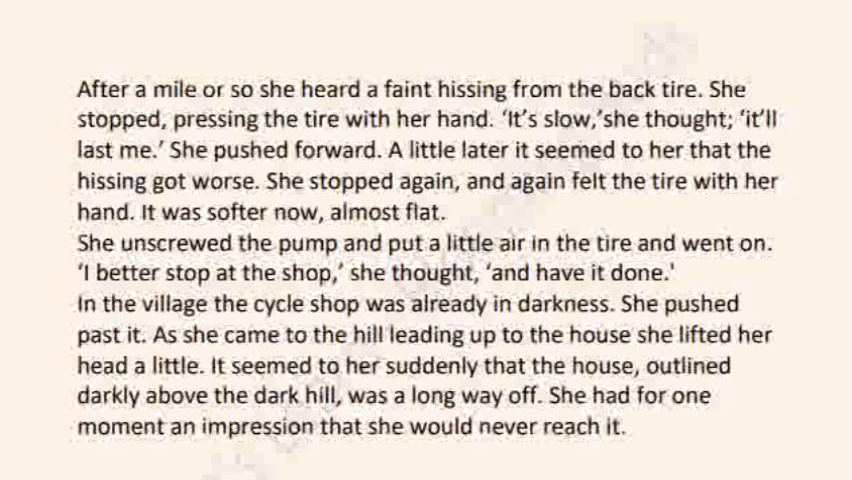 After a mile or so she heard a faint hissing from the back tire. She
stopped, pressing the tire with her hand. ‘It’s slow,’she thought; ‘it’ll
last me.’ She pushed forward. A little later it seemed to her that the
hissing got worse. She stopped again, and again felt the tire with her
hand. It was softer now, almost flat.
She unscrewed the pump and put a little air in the tire and went on.
‘I better stop at the shop,’ she thought, ‘and have it done.'
In the village the cycle shop was already in darkness. She pushed
past it. As she came to the hill leading up to the house she lifted her
head a little. It seemed to her suddenly that the house, outlined
darkly above the dark hill, was a long way off. She had for one
moment an impression that she would never reach it.